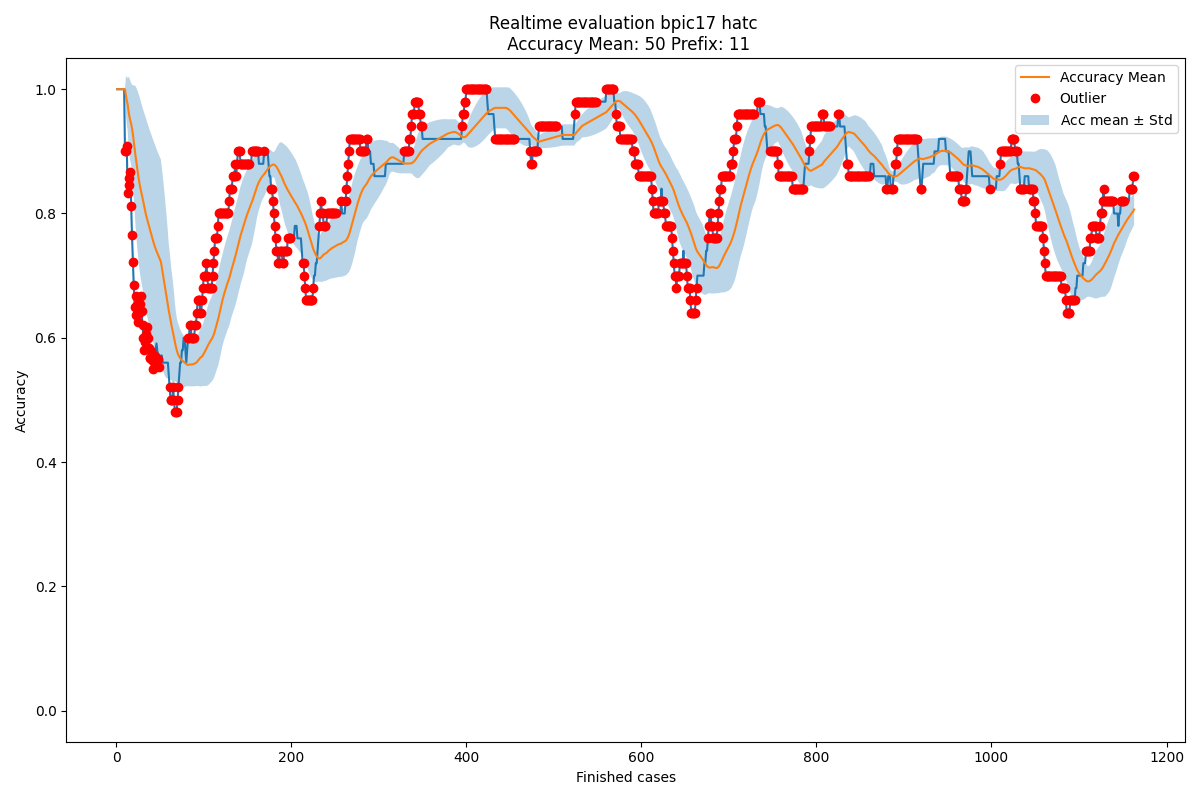 Realtime evaluation bpic17 hatc
Accuracy Mean: 50 Prefix: 11
Accuracy Mean
Outlier
Acc mean ± Std
1.0
0.8
0.6
0.4
0.2
0.0
Accuracy
0 200 400 600 800 1000 1200
Finished cases